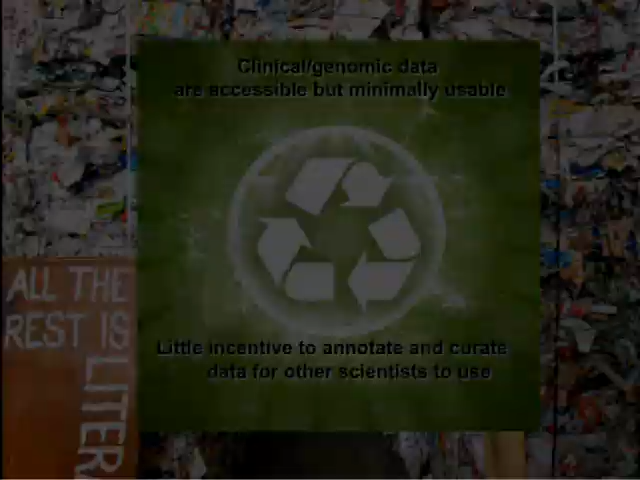 Clinical/genomic data
are accessible but minimally usable
ALL THE
REST IS
LITER
Little incentive to annotate and curate
data for other scientists to use